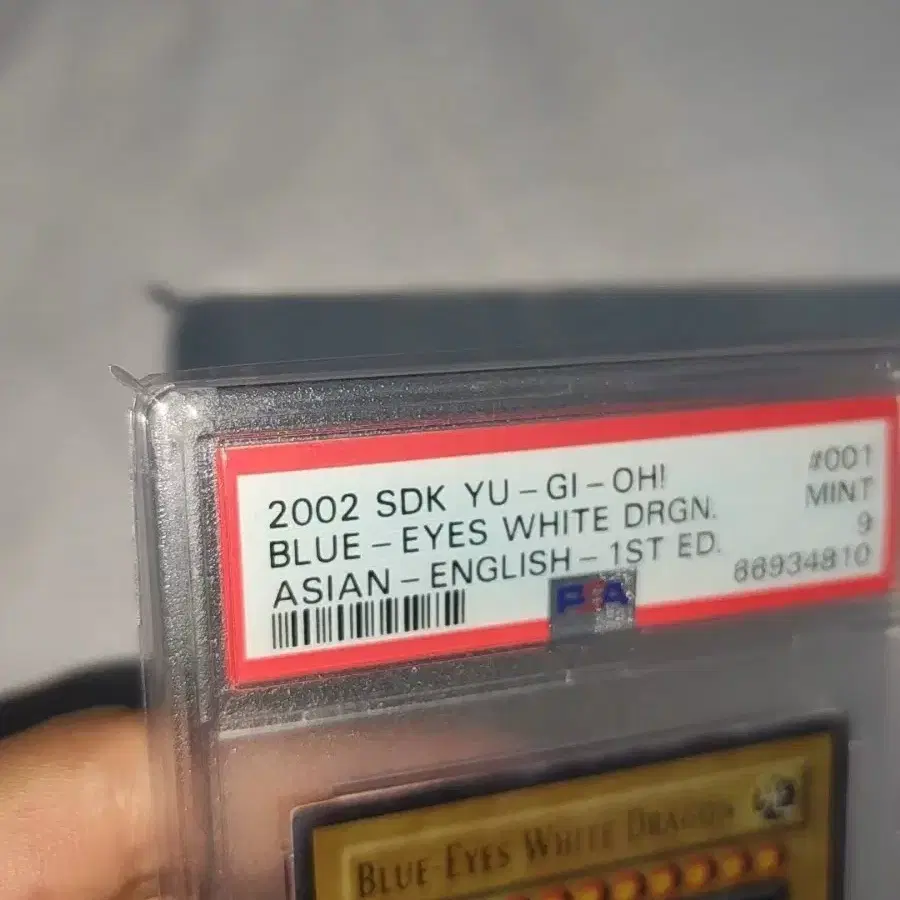 2002 SDK YU-GI-OH! #001
BLUE-EYES WHITE DRGN. MINT
ASIAN-ENGLISH-1ST ED. 9
PSA 88934810
BLUE-EYES WHITE DRAGON